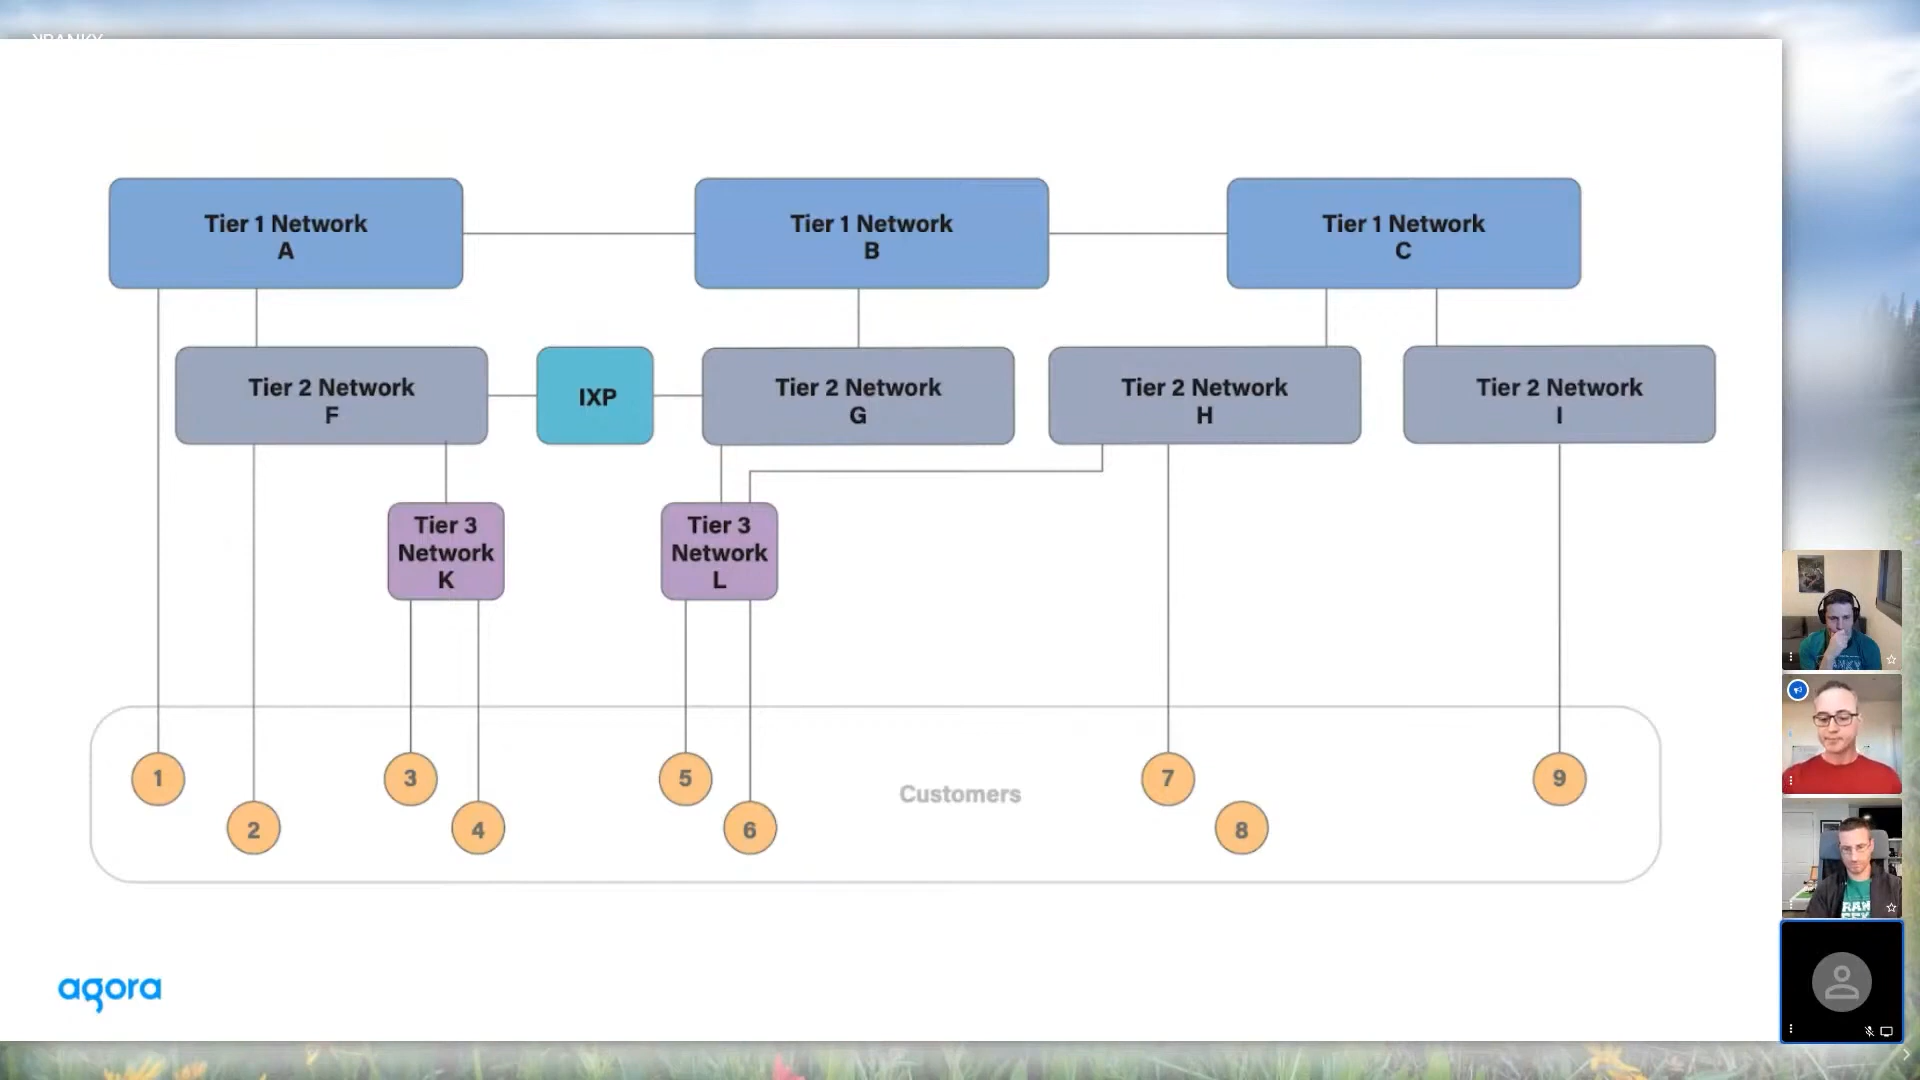 KRANKY
Tier 1 Network
A
Tier 1 Network
B
Tier 1 Network
C
Tier 2 Network
F
IXP
Tier 2 Network
G
Tier 2 Network
H
Tier 2 Network
I
Tier 3
Network
K
Tier 3
Network
L
1
2
3
4
5
6
Customers
7
8
9
agora